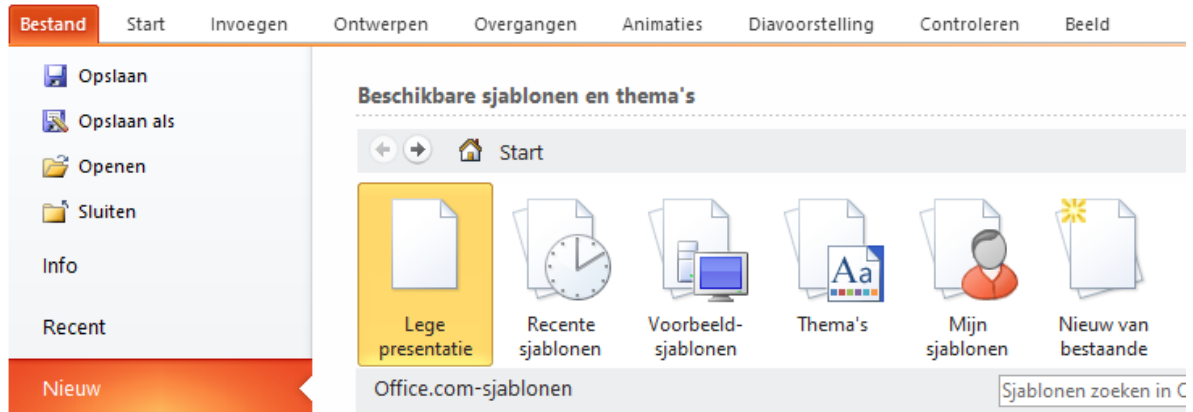 Bestand Start Invoegen Ontwerpen Overgangen Animaties Diavoorstelling Controleren Beeld
Opslaan
Opslaan als
Openen
Sluiten
Info
Recent
Nieuw
Beschikbare sjablonen en thema's
Start
Lege
presentatie
Recente
sjablonen
Voorbeeld-
sjablonen
Aa
Thema's
Mijn
sjablonen
Nieuw van
bestaande
Office.com-sjablonen
Sjablonen zoeken in